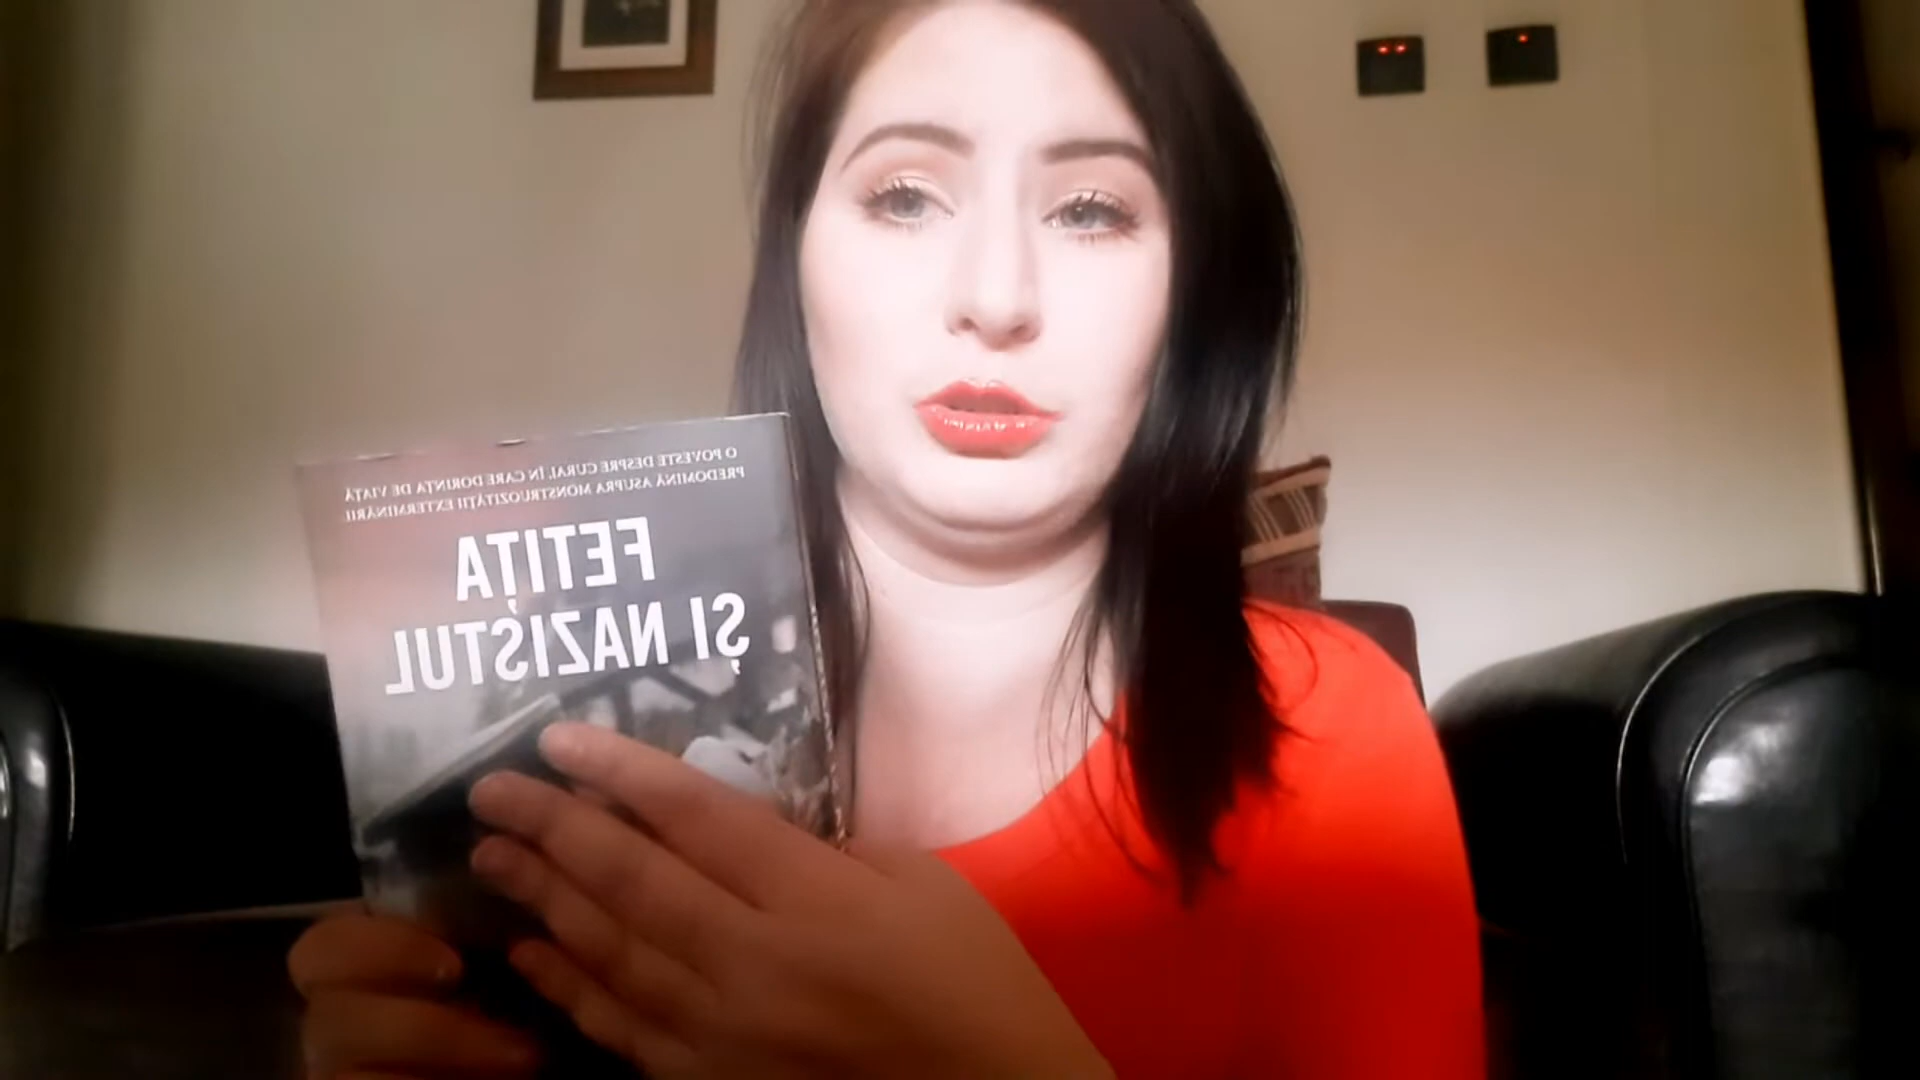 O POVESTE DESPRE CURAJ, ÎN CARE DORINȚA DE VIAȚĂ
PREDOMINĂ ASUPRA MONSTRUOZITĂȚII EXTERMINĂRII
FETIȚA
ȘI NAZISTUL